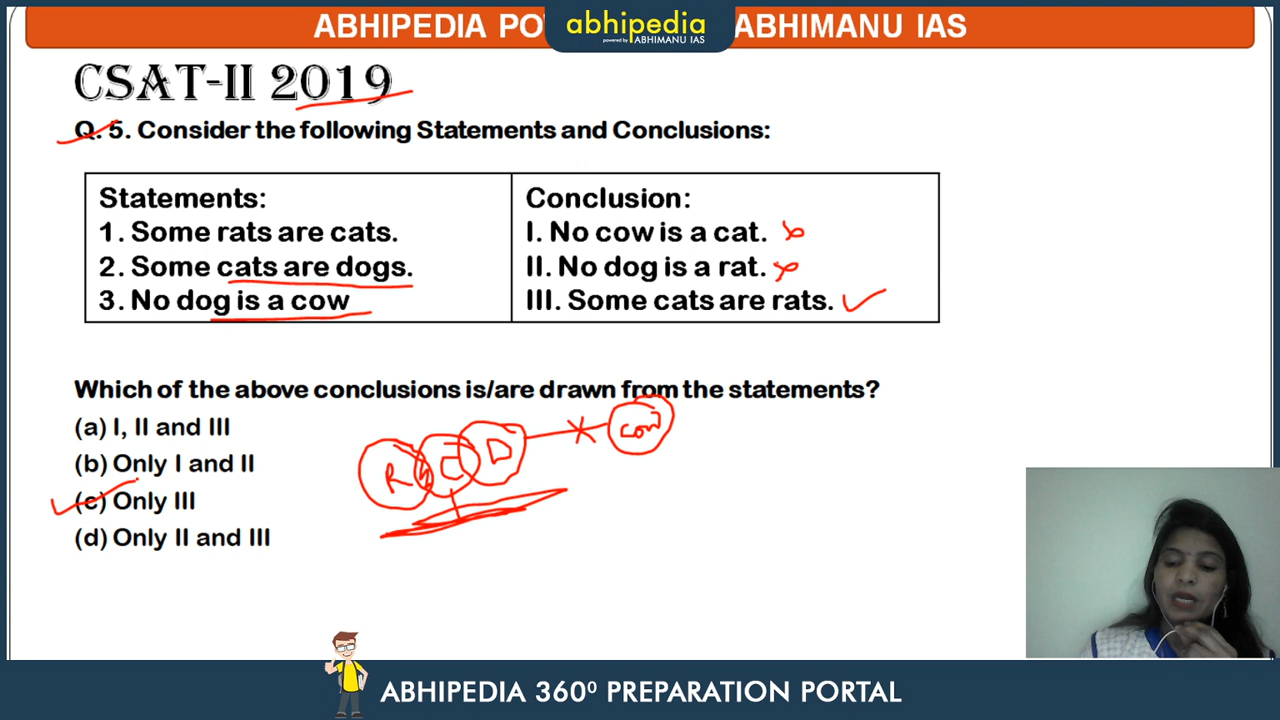 ABHIPEDIA PO
abhipedia
powered by ABHIMANU IAS
ABHIMANU IAS
CSAT-II 2019
Q. 5. Consider the following Statements and Conclusions:
Statements:
1. Some rats are cats.
2. Some cats are dogs.
3. No dog is a cow
Conclusion:
I. No cow is a cat.
II. No dog is a rat.
III. Some cats are rats.
Which of the above conclusions is/are drawn from the statements?
(a) I, II and III
(b) Only I and II
(c) Only III
(d) Only II and III
R C D Cow
ABHIPEDIA 360⁰ PREPARATION PORTAL